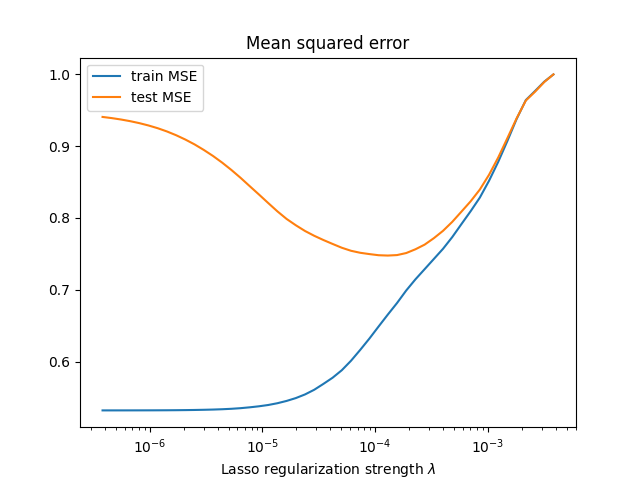 Mean squared error
train MSE
test MSE
1.0
0.9
0.8
0.7
0.6
10⁻⁶ 10⁻⁵ 10⁻⁴ 10⁻³
Lasso regularization strength λ